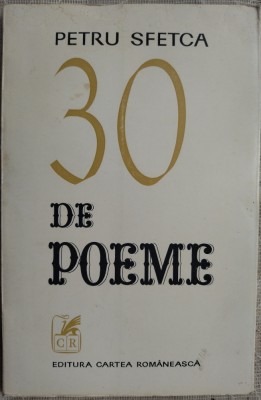 PETRU SFETCA
30
DE
POEME
CR
EDITURA CARTEA ROMÂNEASCĂ